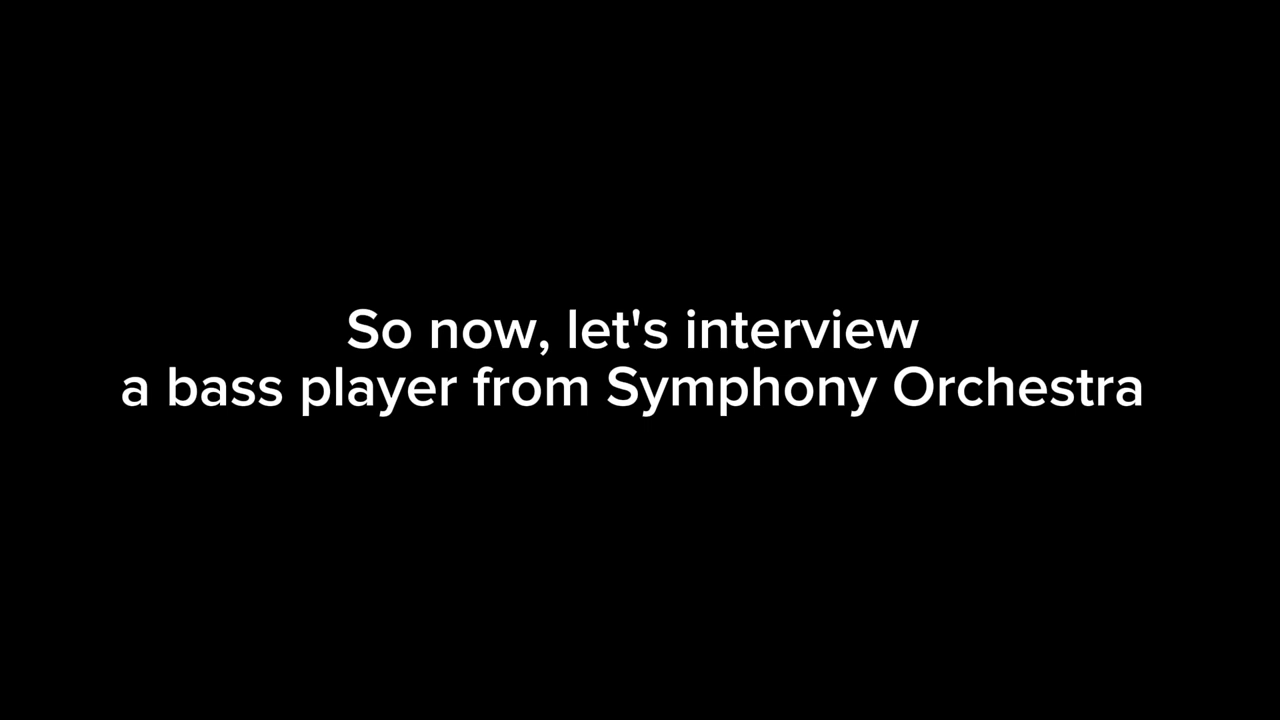 So now, let's interview
a bass player from Symphony Orchestra